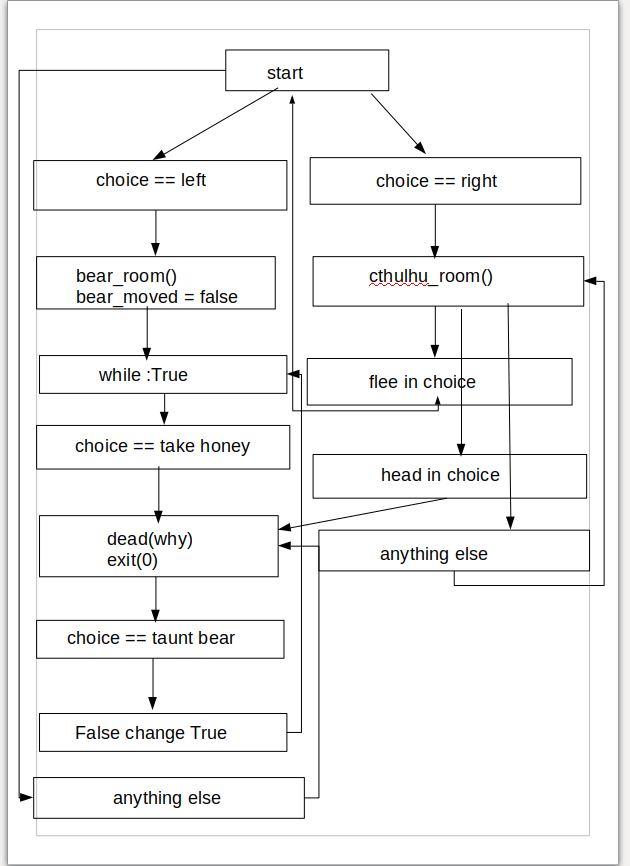 start
choice == left
choice == right
bear_room()
bear_moved = false
cthulhu_room()
while :True
flee in choice
choice == take honey
head in choice
dead(why)
exit(0)
anything else
choice == taunt bear
False change True
anything else